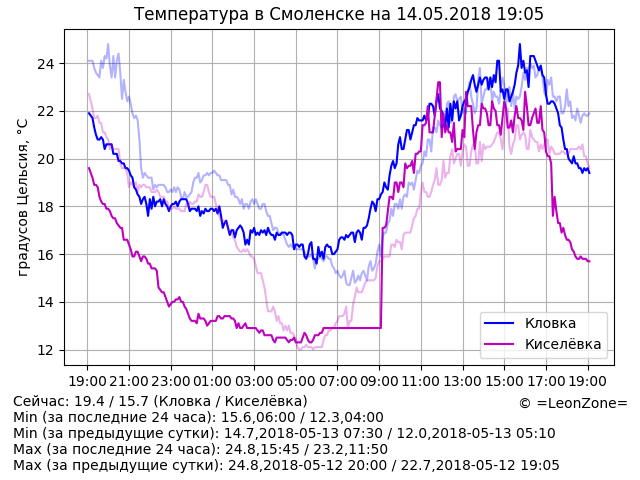 Температура в Смоленске на 14.05.2018 19:05
градусов Цельсия, °C
24
22
20
18
16
14
12
Кловка
Киселёвка
19:00 21:00 23:00 01:00 03:00 05:00 07:00 09:00 11:00 13:00 15:00 17:00 19:00
Сейчас: 19.4 / 15.7 (Кловка / Киселёвка)
© =LeonZone=
Min (за последние 24 часа): 15.6,06:00 / 12.3,04:00
Min (за предыдущие сутки): 14.7,2018-05-13 07:30 / 12.0,2018-05-13 05:10
Max (за последние 24 часа): 24.8,15:45 / 23.2,11:50
Max (за предыдущие сутки): 24.8,2018-05-12 20:00 / 22.7,2018-05-12 19:05